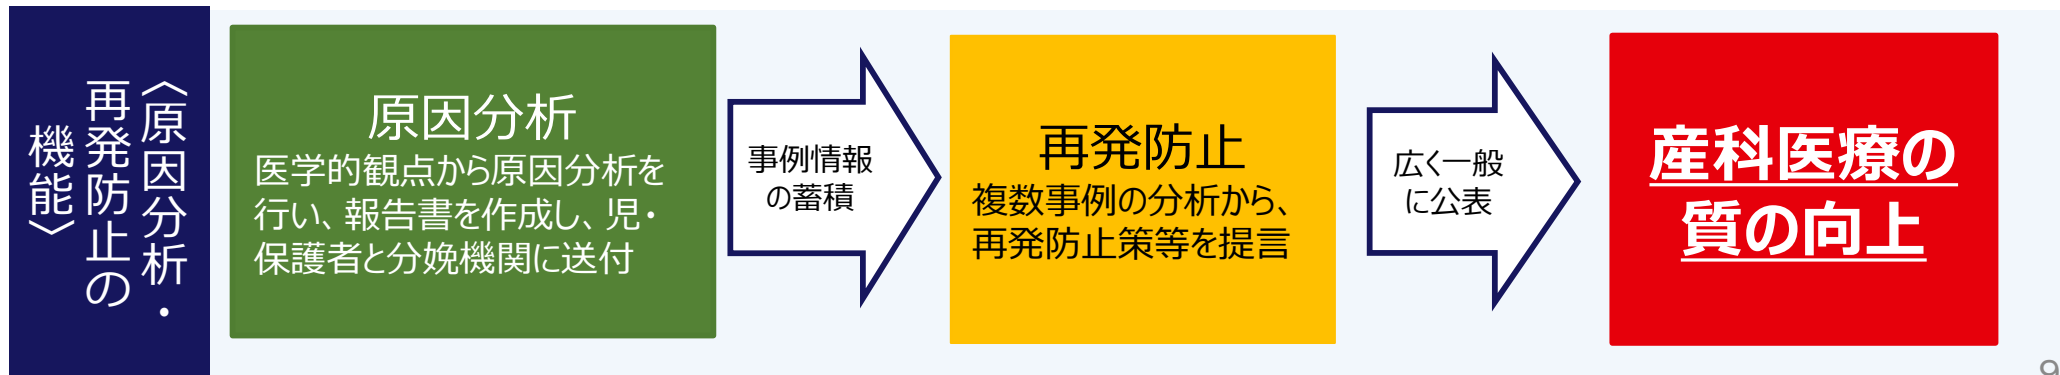 〈原因分析・
再発防止の
機能〉
原因分析
医学的観点から原因分析を
行い、報告書を作成し、児・
保護者と分娩機関に送付
事例情報
の蓄積
再発防止
複数事例の分析から、
再発防止策等を提言
広く一般
に公表
産科医療の
質の向上
9